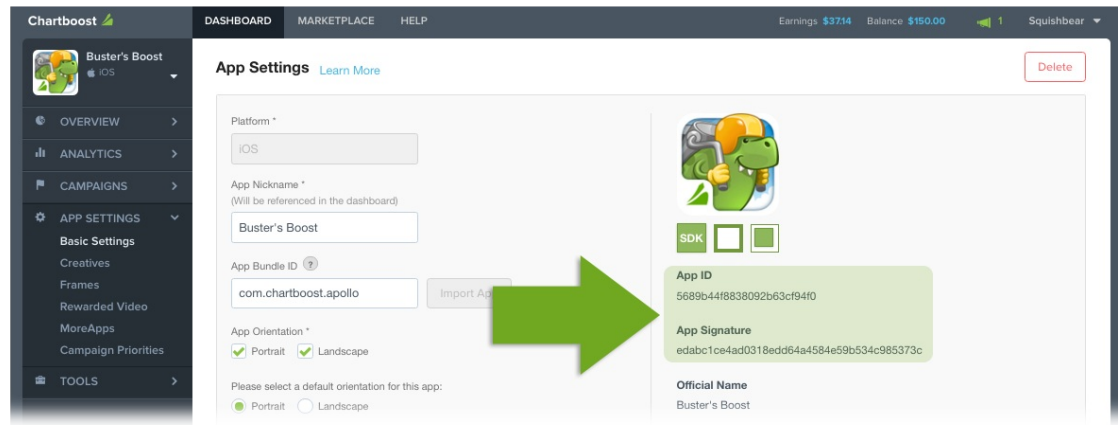 Chartboost
DASHBOARD MARKETPLACE HELP
Earnings $37.14 Balance $150.00 1 Squishbear
Buster's Boost
iOS
OVERVIEW
ANALYTICS
CAMPAIGNS
APP SETTINGS
Basic Settings
Creatives
Frames
Rewarded Video
MoreApps
Campaign Priorities
TOOLS
App Settings Learn More
Delete
Platform *
iOS
App Nickname *
(Will be referenced in the dashboard)
Buster's Boost
App Bundle ID ?
com.chartboost.apollo
Import Ap
App Orientation *
Portrait Landscape
Please select a default orientation for this app:
Portrait Landscape
SDK
App ID
5689b44f8838092b63cf94f0
App Signature
edabc1ce4ad0318edd64a4584e59b534c985373c
Official Name
Buster's Boost